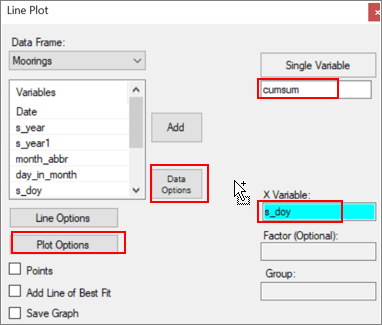 Line Plot
Data Frame:
Moorings
Single Variable
cumsum
Variables
Date
s_year
s_year1
month_abbr
day_in_month
s_doy
Add
Data
Options
X Variable:
s_doy
Line Options
Factor (Optional):
Plot Options
Points
Group:
Add Line of Best Fit
Save Graph